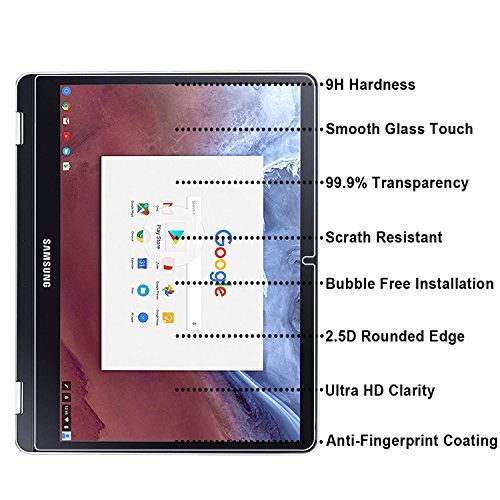 9H Hardness
Smooth Glass Touch
99.9% Transparency
Scrath Resistant
Bubble Free Installation
2.5D Rounded Edge
Ultra HD Clarity
Anti-Fingerprint Coating
SAMSUNG
Google
Play Store